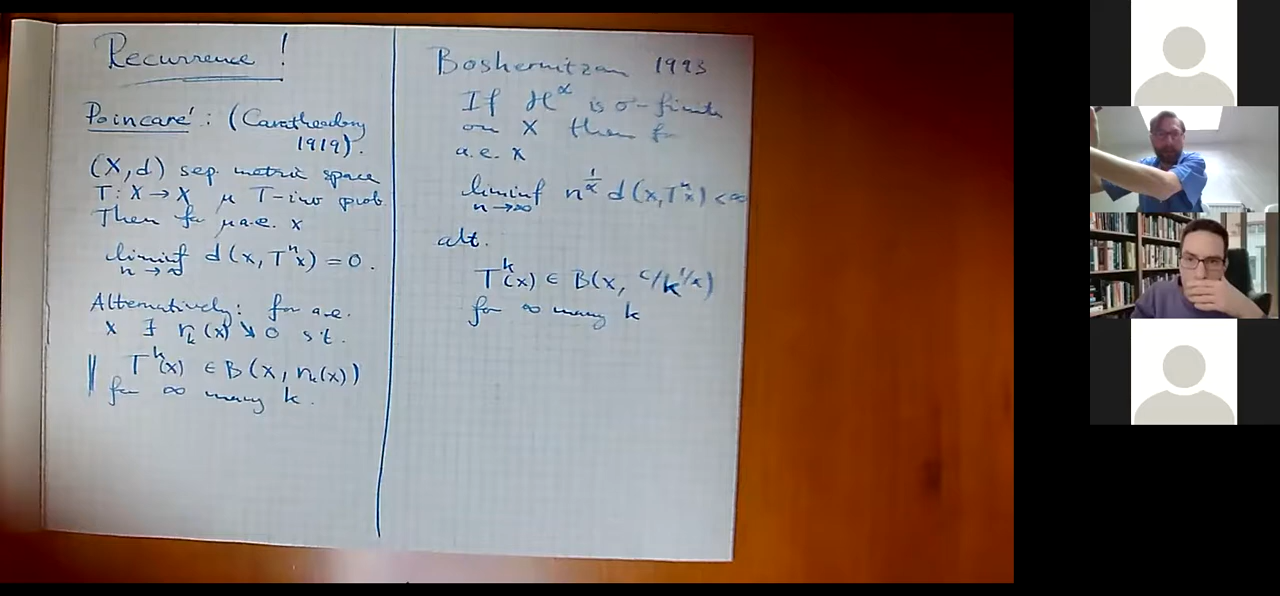 Recurrence!
Poincaré: (Caratheodory
1919).
(X,d) sep. metric space
T: X → X μ T-inv prob
Then for μ a.e. x
liminf d(x, Tⁿx) = 0.
n → ∞
Alternatively: for a.e.
x ∃ rₖ(x) ↘ 0 s.t.
Tᵏ(x) ∈ B(x, rₖ(x))
for ∞ many k.
Boshernitzan 1993
If ℋ^α is σ-finite
on X then for
a.e. x
liminf n^{1/α} d(x, Tⁿx) < ∞
n → ∞
alt.
Tᵏ(x) ∈ B(x, c/k^{1/α})
for ∞ many k